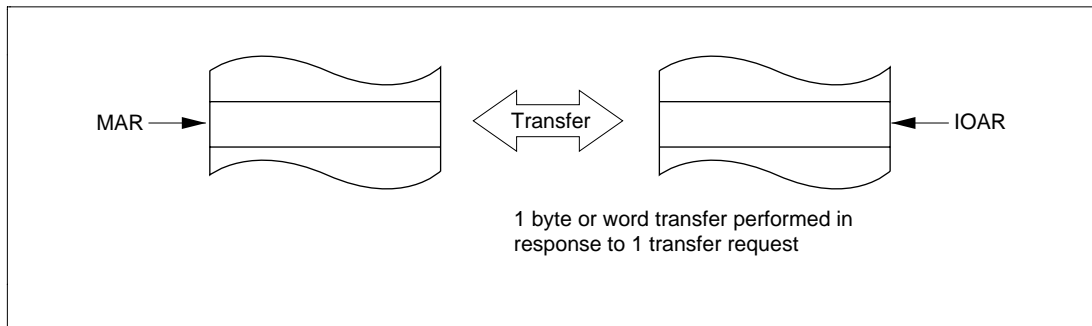 MAR
Transfer
IOAR
1 byte or word transfer performed in
response to 1 transfer request